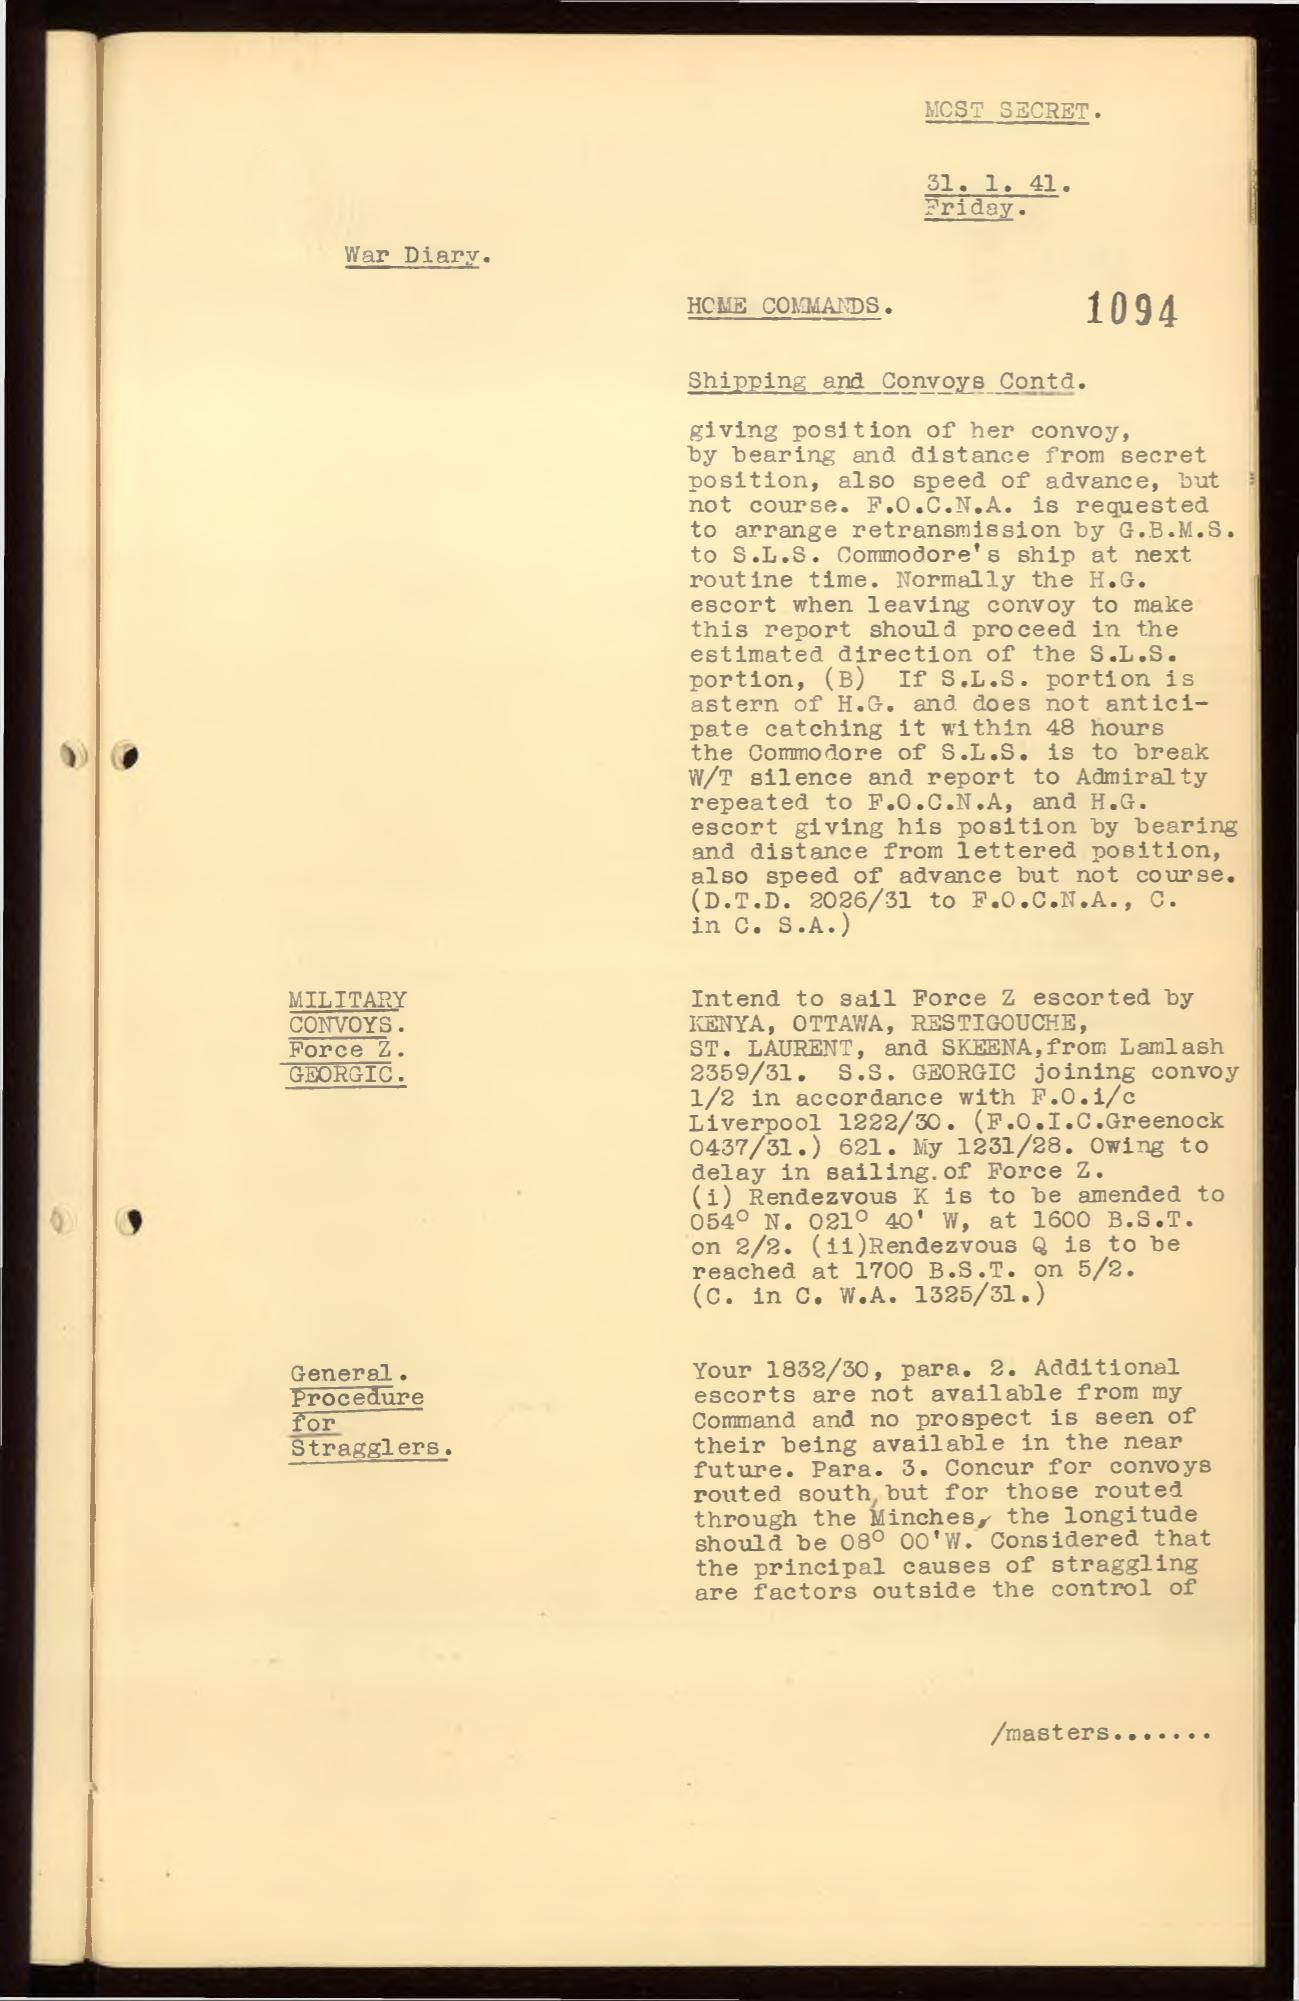 MOST SECRET.
31. 1. 41.
Friday.
War Diary.
HOME COMMANDS.
1094
Shipping and Convoys Contd.
giving position of her convoy,
by bearing and distance from secret
position, also speed of advance, but
not course. F.O.C.N.A. is requested
to arrange retransmission by G.B.M.S.
to S.L.S. Commodore's ship at next
routine time. Normally the H.G.
escort when leaving convoy to make
this report should proceed in the
estimated direction of the S.L.S.
portion, (B) If S.L.S. portion is
astern of H.G. and does not antici-
pate catching it within 48 hours
the Commodore of S.L.S. is to break
W/T silence and report to Admiralty
repeated to F.O.C.N.A, and H.G.
escort giving his position by bearing
and distance from lettered position,
also speed of advance but not course.
(D.T.D. 2026/31 to F.O.C.N.A., C.
in C. S.A.)
MILITARY
CONVOYS.
Force Z.
GEORGIC.
Intend to sail Force Z escorted by
KENYA, OTTAWA, RESTIGOUCHE,
ST. LAURENT, and SKEENA,from Lamlash
2359/31. S.S. GEORGIC joining convoy
1/2 in accordance with F.O.i/c
Liverpool 1222/30. (F.O.I.C.Greenock
0437/31.) 621. My 1231/28. Owing to
delay in sailing.of Force Z.
(i) Rendezvous K is to be amended to
054° N. 021° 40' W, at 1600 B.S.T.
on 2/2. (ii)Rendezvous Q is to be
reached at 1700 B.S.T. on 5/2.
(C. in C. W.A. 1325/31.)
General.
Procedure
for
Stragglers.
Your 1832/30, para. 2. Additional
escorts are not available from my
Command and no prospect is seen of
their being available in the near
future. Para. 3. Concur for convoys
routed south,but for those routed
through the Minches, the longitude
should be 08° 00'W. Considered that
the principal causes of straggling
are factors outside the control of
/masters.......